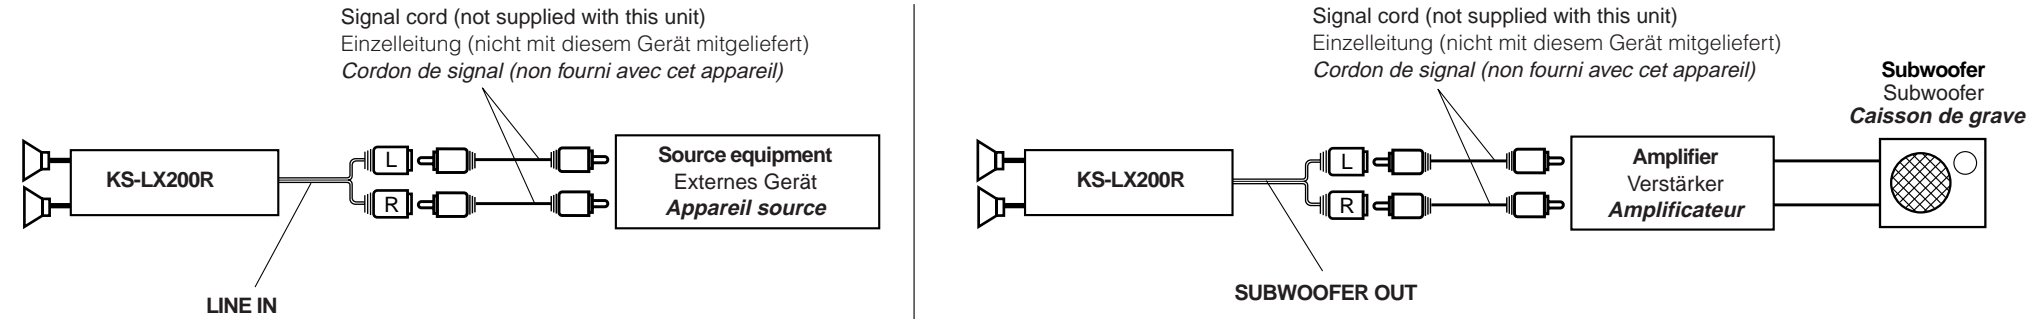 Signal cord (not supplied with this unit)
Einzelleitung (nicht mit diesem Gerät mitgeliefert)
Cordon de signal (non fourni avec cet appareil)
KS-LX200R
L
R
Source equipment
Externes Gerät
Appareil source
LINE IN
Signal cord (not supplied with this unit)
Einzelleitung (nicht mit diesem Gerät mitgeliefert)
Cordon de signal (non fourni avec cet appareil)
Subwoofer
Subwoofer
Caisson de grave
KS-LX200R
L
R
Amplifier
Verstärker
Amplificateur
SUBWOOFER OUT